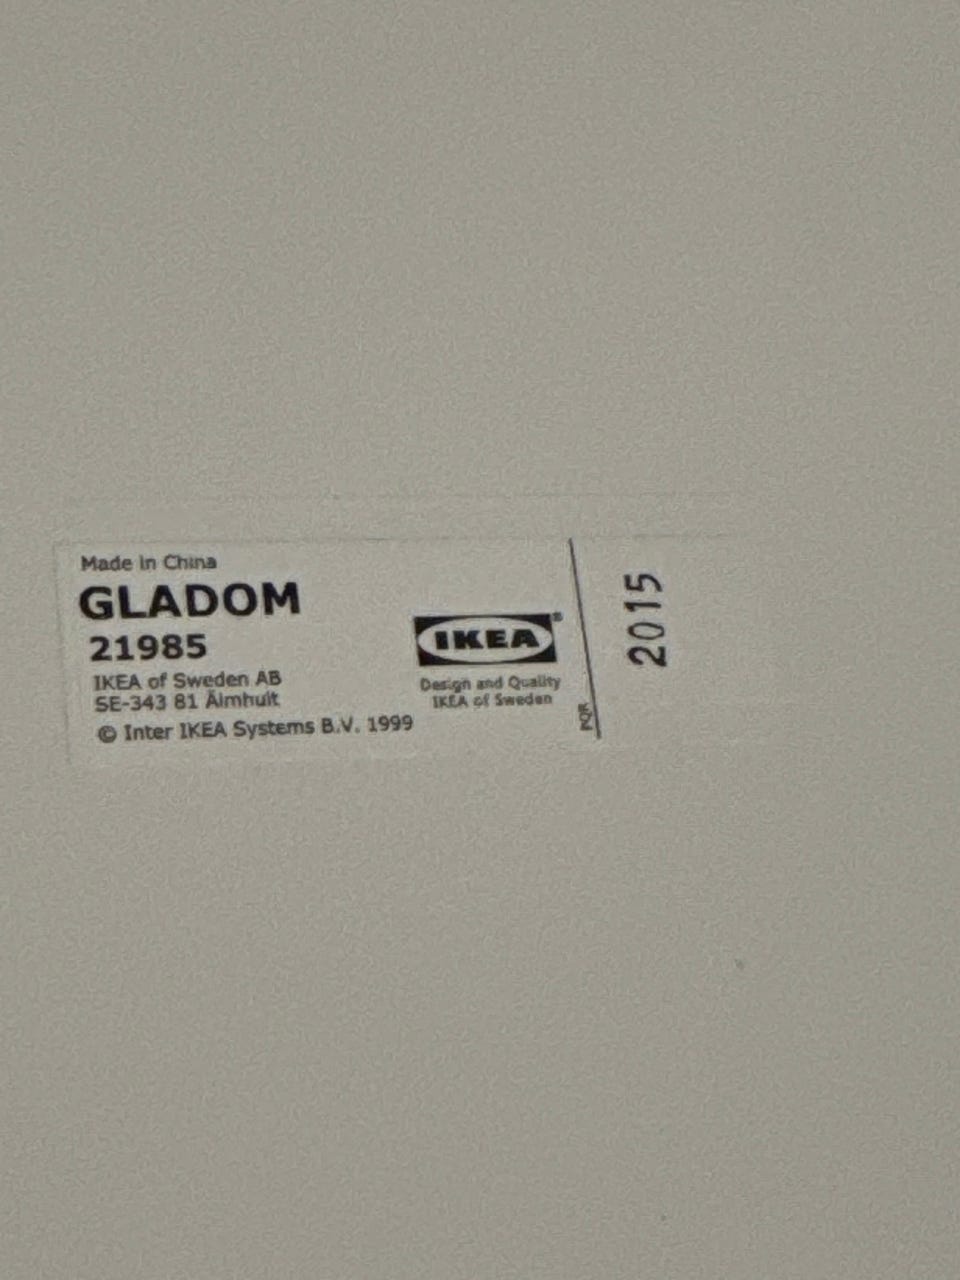 Made in China
GLADOM
21985
IKEA of Sweden AB
SE-343 81 Älmhult
© Inter IKEA Systems B.V. 1999
IKEA®
Design and Quality
IKEA of Sweden
PQR
2015